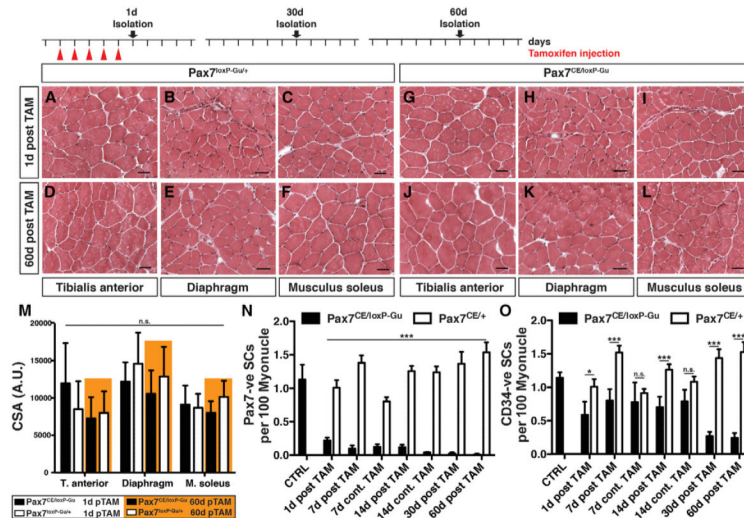 1d
Isolation
30d
Isolation
60d
Isolation
days
Tamoxifen injection
Pax7loxP-Gu/+
Pax7CE/loxP-Gu
1d post TAM
A
B
C
G
H
I
60d post TAM
D
E
F
J
K
L
Tibialis anterior
Diaphragm
Musculus soleus
Tibialis anterior
Diaphragm
Musculus soleus
M
n.s.
CSA (A.U.)
20000
15000
10000
5000
0
T. anterior
Diaphragm
M. soleus
Pax7CE/loxP-Gu 1d pTAM
Pax7loxP-Gu/+ 1d pTAM
Pax7CE/loxP-Gu 60d pTAM
Pax7loxP-Gu/+ 60d pTAM
N
Pax7CE/loxP-Gu
Pax7CE/+
***
Pax7-ve SCs
per 100 Myonucle
2.0
1.5
1.0
0.5
0.0
CTRL
1d post TAM
7d post TAM
7d cont. TAM
14d post TAM
14d cont. TAM
30d post TAM
60d post TAM
O
Pax7CE/loxP-Gu
Pax7CE/+
CD34-ve SCs
per 100 Myonucle
2.0
1.5
1.0
0.5
0.0
*
***
n.s.
***
n.s.
***
***
CTRL
1d post TAM
7d post TAM
7d cont. TAM
14d post TAM
14d cont. TAM
30d post TAM
60d post TAM